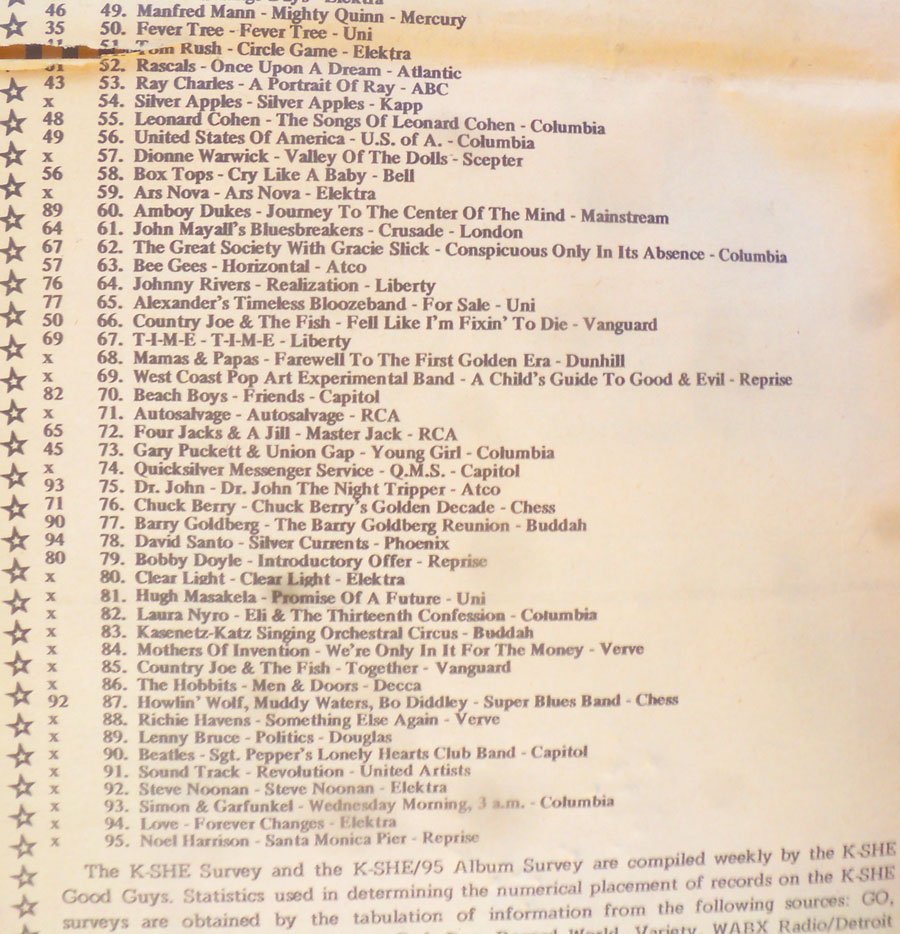 Elektra
46 49. Manfred Mann - Mighty Quinn - Mercury
35 50. Fever Tree - Fever Tree - Uni
51. Tom Rush - Circle Game - Elektra
52. Rascals - Once Upon A Dream - Atlantic
43 53. Ray Charles - A Portrait Of Ray - ABC
x 54. Silver Apples - Silver Apples - Kapp
48 55. Leonard Cohen - The Songs Of Leonard Cohen - Columbia
49 56. United States Of America - U.S. of A. - Columbia
x 57. Dionne Warwick - Valley Of The Dolls - Scepter
56 58. Box Tops - Cry Like A Baby - Bell
x 59. Ars Nova - Ars Nova - Elektra
89 60. Amboy Dukes - Journey To The Center Of The Mind - Mainstream
64 61. John Mayall's Bluesbreakers - Crusade - London
67 62. The Great Society With Gracie Slick - Conspicuous Only In Its Absence - Columbia
57 63. Bee Gees - Horizontal - Atco
76 64. Johnny Rivers - Realization - Liberty
77 65. Alexander's Timeless Bloozeband - For Sale - Uni
50 66. Country Joe & The Fish - Fell Like I'm Fixin' To Die - Vanguard
69 67. T-I-M-E - T-I-M-E - Liberty
x 68. Mamas & Papas - Farewell To The First Golden Era - Dunhill
x 69. West Coast Pop Art Experimental Band - A Child's Guide To Good & Evil - Reprise
82 70. Beach Boys - Friends - Capitol
x 71. Autosalvage - Autosalvage - RCA
65 72. Four Jacks & A Jill - Master Jack - RCA
45 73. Gary Puckett & Union Gap - Young Girl - Columbia
x 74. Quicksilver Messenger Service - Q.M.S. - Capitol
93 75. Dr. John - Dr. John The Night Tripper - Atco
71 76. Chuck Berry - Chuck Berry's Golden Decade - Chess
90 77. Barry Goldberg - The Barry Goldberg Reunion - Buddah
94 78. David Santo - Silver Currents - Phoenix
80 79. Bobby Doyle - Introductory Offer - Reprise
x 80. Clear Light - Clear Light - Elektra
x 81. Hugh Masakela - Promise Of A Future - Uni
x 82. Laura Nyro - Eli & The Thirteenth Confession - Columbia
x 83. Kasenetz-Katz Singing Orchestral Circus - Buddah
x 84. Mothers Of Invention - We're Only In It For The Money - Verve
x 85. Country Joe & The Fish - Together - Vanguard
x 86. The Hobbits - Men & Doors - Decca
92 87. Howlin' Wolf, Muddy Waters, Bo Diddley - Super Blues Band - Chess
x 88. Richie Havens - Something Else Again - Verve
x 89. Lenny Bruce - Politics - Douglas
x 90. Beatles - Sgt. Pepper's Lonely Hearts Club Band - Capitol
x 91. Sound Track - Revolution - United Artists
x 92. Steve Noonan - Steve Noonan - Elektra
x 93. Simon & Garfunkel - Wednesday Morning, 3 a.m. - Columbia
x 94. Love - Forever Changes - Elektra
x 95. Noel Harrison - Santa Monica Pier - Reprise
The K-SHE Survey and the K-SHE/95 Album Survey are compiled weekly by the K-SHE
Good Guys. Statistics used in determining the numerical placement of records on the K-SHE
surveys are obtained by the tabulation of information from the following sources: GO,
Record World, Variety, WABX Radio/Detroit